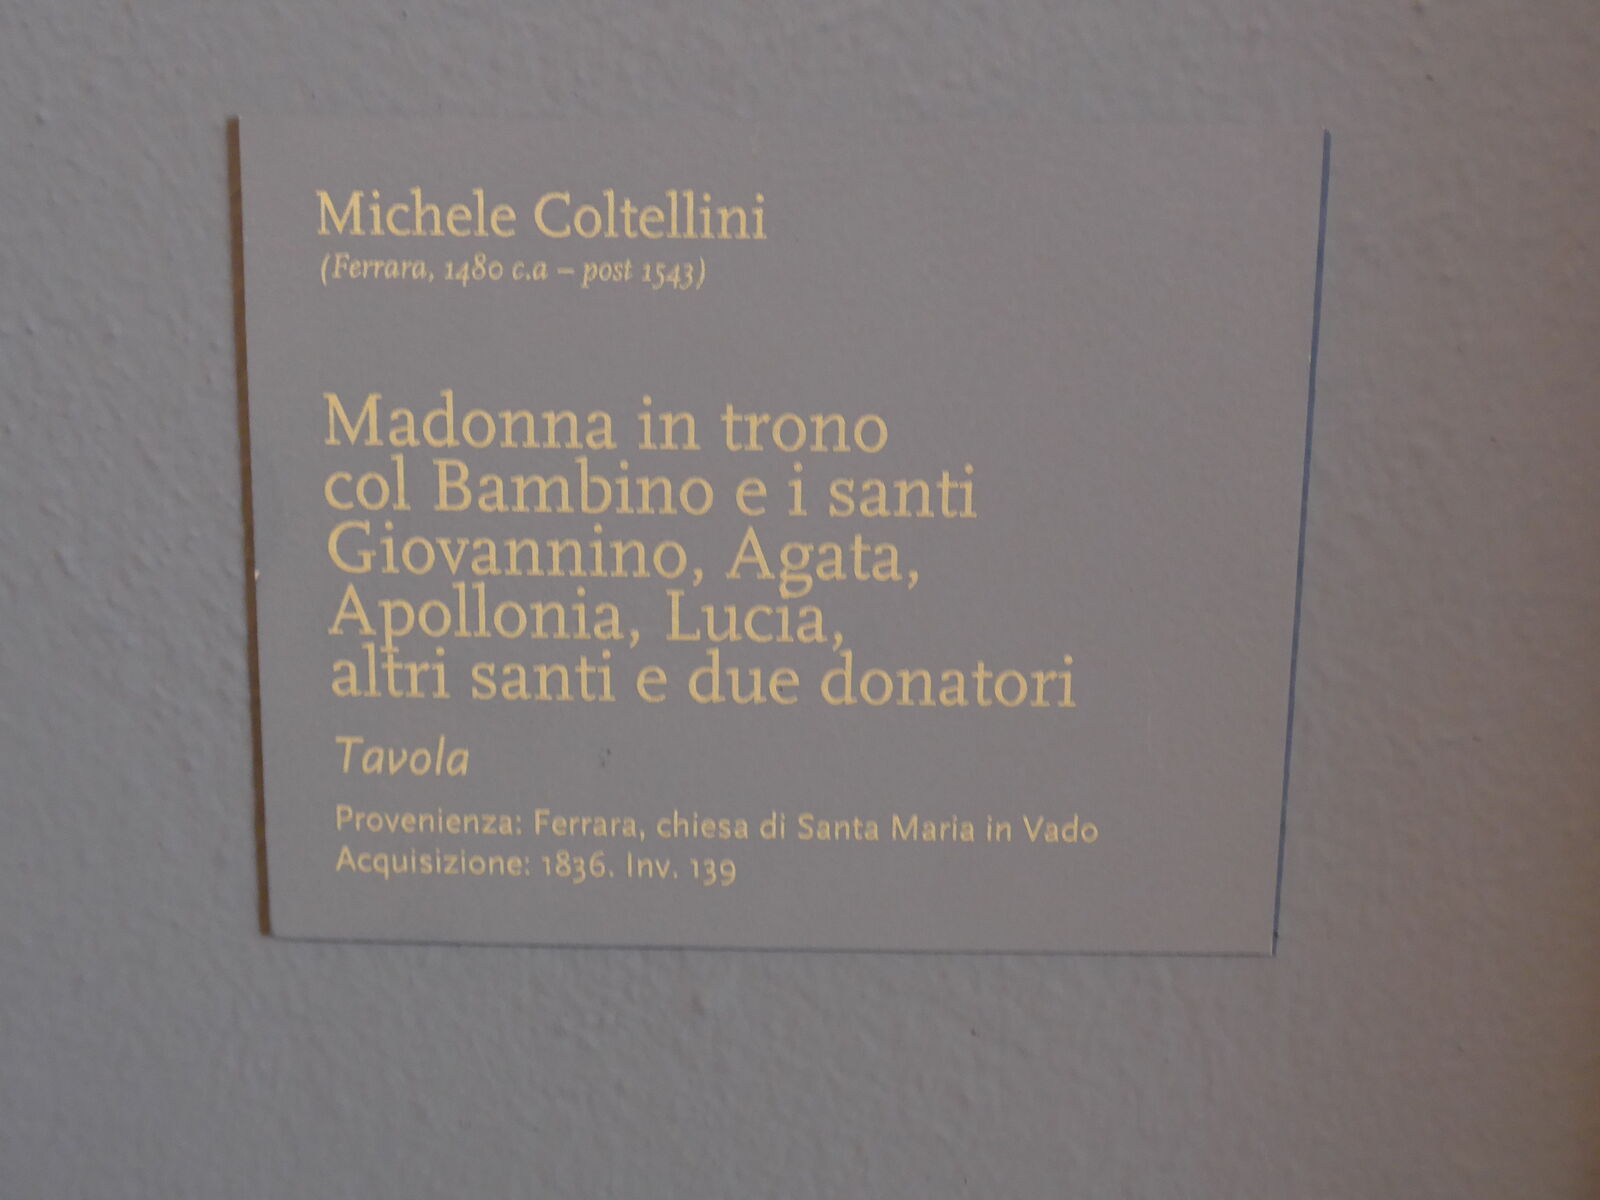 Michele Coltellini
(Ferrara, 1480 c.a – post 1543)
Madonna in trono
col Bambino e i santi
Giovannino, Agata,
Apollonia, Lucia,
altri santi e due donatori
Tavola
Provenienza: Ferrara, chiesa di Santa Maria in Vado
Acquisizione: 1836. Inv. 139